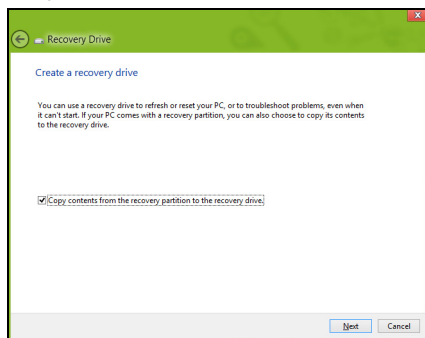 Recovery Drive
Create a recovery drive
You can use a recovery drive to refresh or reset your PC, or to troubleshoot problems, even when
it can't start. If your PC comes with a recovery partition, you can also choose to copy its contents
to the recovery drive.
Copy contents from the recovery partition to the recovery drive.
Next Cancel